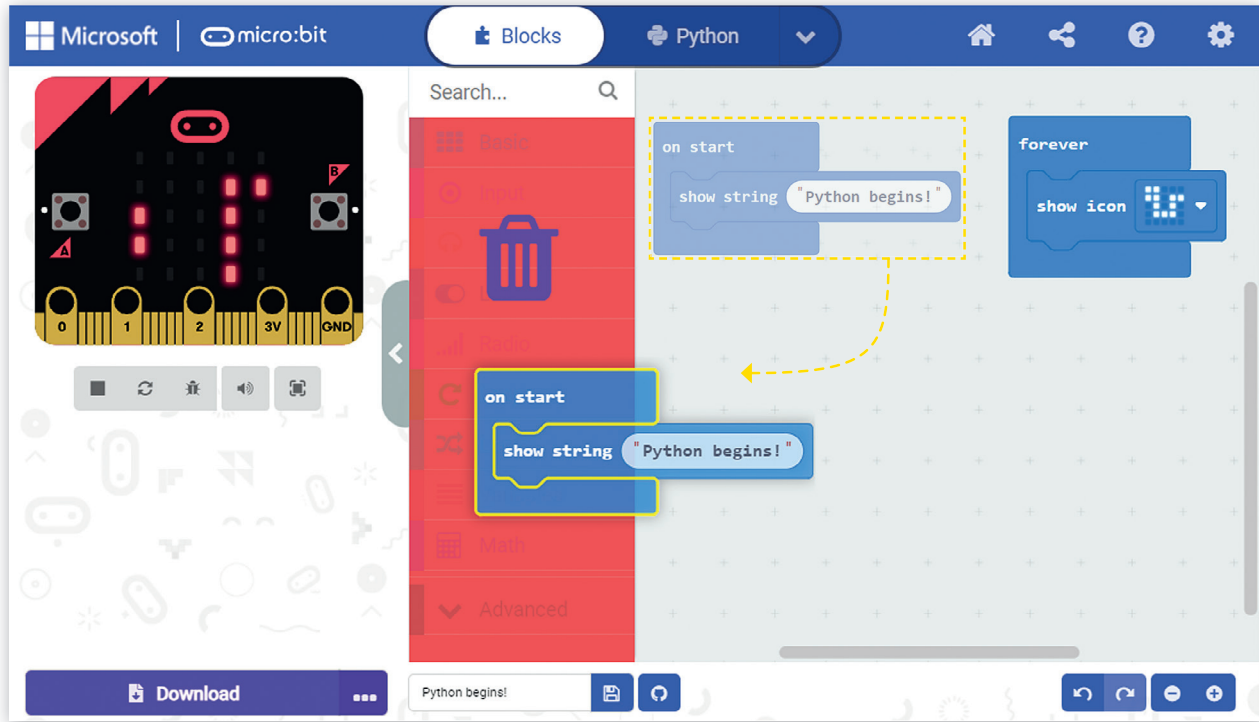 Microsoft micro:bit
Blocks
Python
Search...
Basic
Input
Radio
Math
Advanced
on start
show string "Python begins!"
forever
show icon
on start
show string "Python begins!"
B
A
0 1 2 3V GND
Download
Python begins!